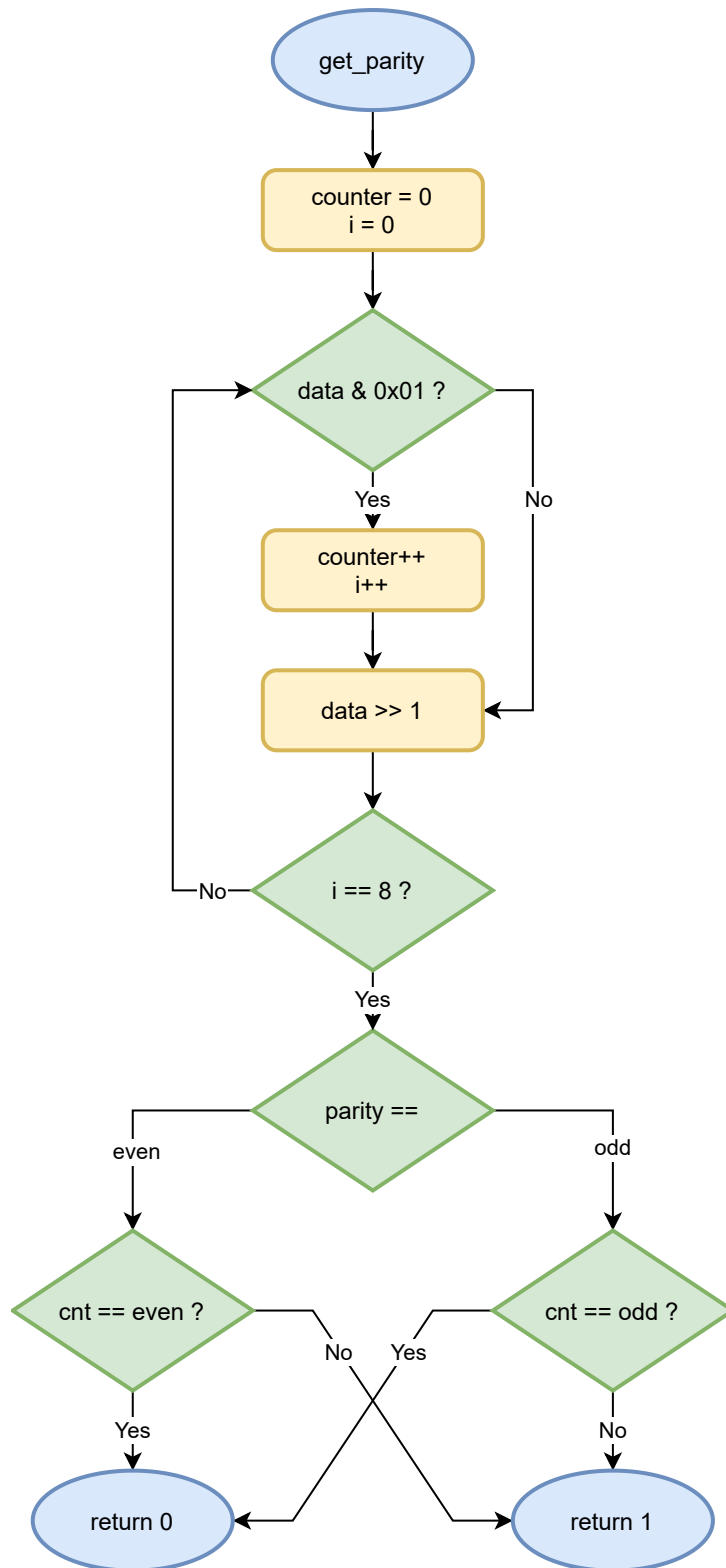 get_parity
counter = 0
i = 0
data & 0x01 ?
Yes
No
counter++
i++
data >> 1
i == 8 ?
No
Yes
parity ==
even
odd
cnt == even ?
cnt == odd ?
No
Yes
Yes
No
return 0
return 1